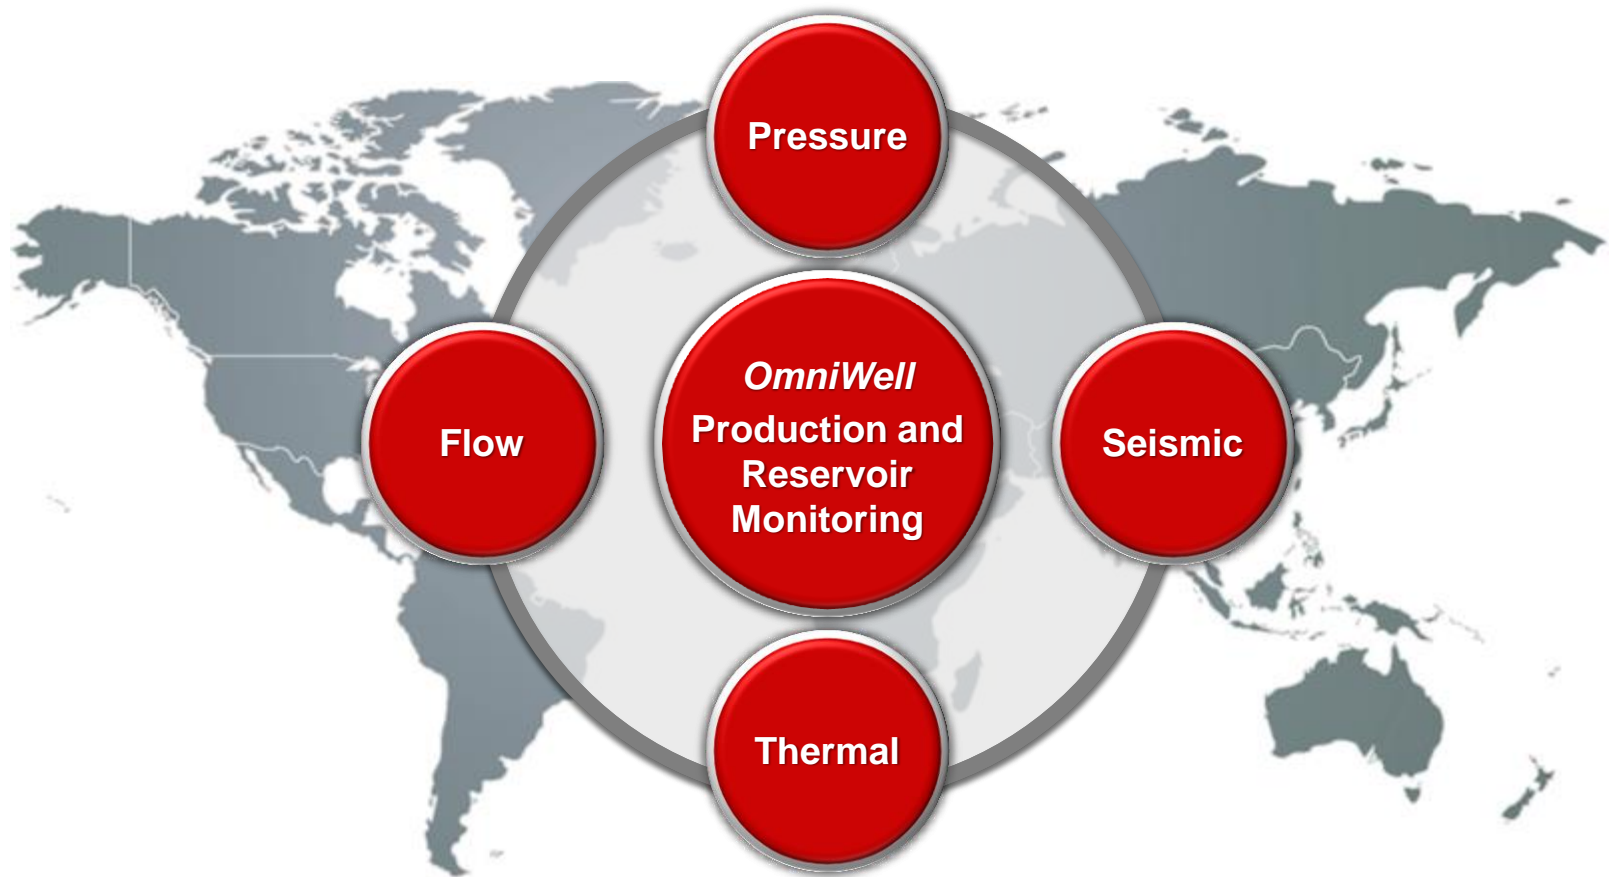 Pressure
Flow
OmniWell
Production and
Reservoir
Monitoring
Seismic
Thermal